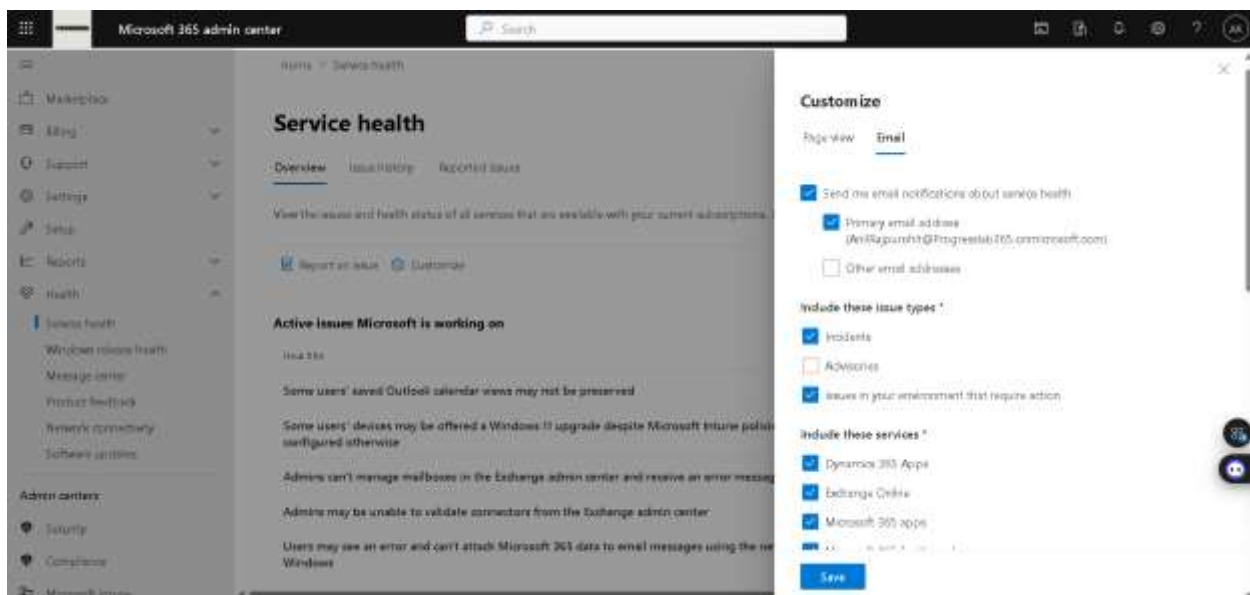 Microsoft 365 admin center
Search
?
AR
Home > Service health
Marketplace
Billing
Support
Settings
Setup
Reports
Health
Service health
Windows release health
Message center
Product feedback
Network connectivity
Software updates
Admin centers
Security
Compliance
Service health
Overview
Issue history
Reported issues
View the issues and health status of all services that are available with your current subscriptions.
Report an issue
Customize
Active issues Microsoft is working on
Issue title
Some users' saved Outlook calendar views may not be preserved
Some users' devices may be offered a Windows 11 upgrade despite Microsoft Intune
configured otherwise
Admins can't manage mailboxes in the Exchange admin center and receive an error
Admins may be unable to validate connectors from the Exchange admin center
Users may see an error and can't attach Microsoft 365 data to email messages using the
Windows
Customize
Page view
Email
Send me email notifications about service health
Primary email address
Other email addresses
Include these issue types *
Incidents
Advisories
Issues in your environment that require action
Include these services *
Dynamics 365 Apps
Exchange Online
Microsoft 365 apps
Save